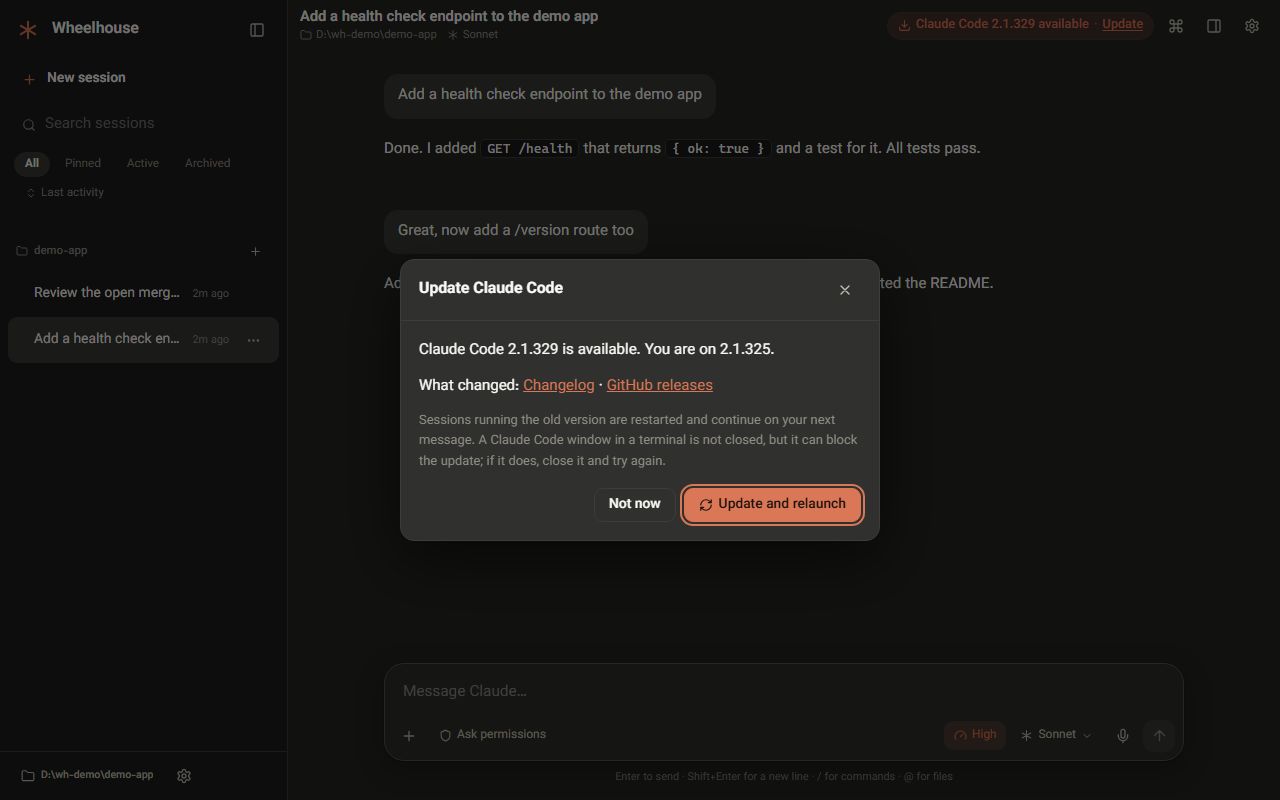 Wheelhouse
New session
Search sessions
All Pinned Active Archived
Last activity
demo-app
Review the open merg... 2m ago
Add a health check en... 2m ago
D:\wh-demo\demo-app
Add a health check endpoint to the demo app
D:\wh-demo\demo-app Sonnet
Claude Code 2.1.329 available · Update
Add a health check endpoint to the demo app
Done. I added GET /health that returns { ok: true } and a test for it. All tests pass.
Great, now add a /version route too
ted the README.
Update Claude Code
Claude Code 2.1.329 is available. You are on 2.1.325.
What changed: Changelog · GitHub releases
Sessions running the old version are restarted and continue on your next
message. A Claude Code window in a terminal is not closed, but it can block
the update; if it does, close it and try again.
Not now
Update and relaunch
Message Claude…
Ask permissions
High
Sonnet
Enter to send · Shift+Enter for a new line · / for commands · @ for files